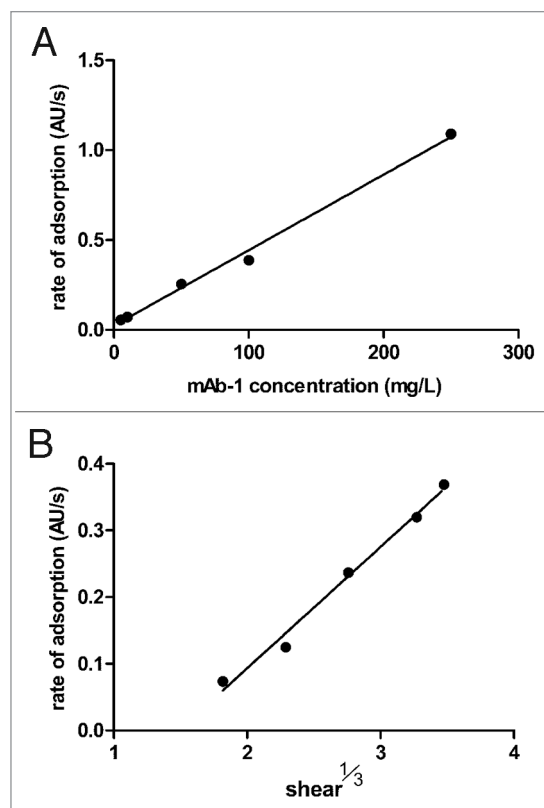 A
rate of adsorption (AU/s)
1.5
1.0
0.5
0.0
0 100 200 300
mAb-1 concentration (mg/L)
B
rate of adsorption (AU/s)
0.4
0.3
0.2
0.1
0.0
1 2 3 4
shear 1/3